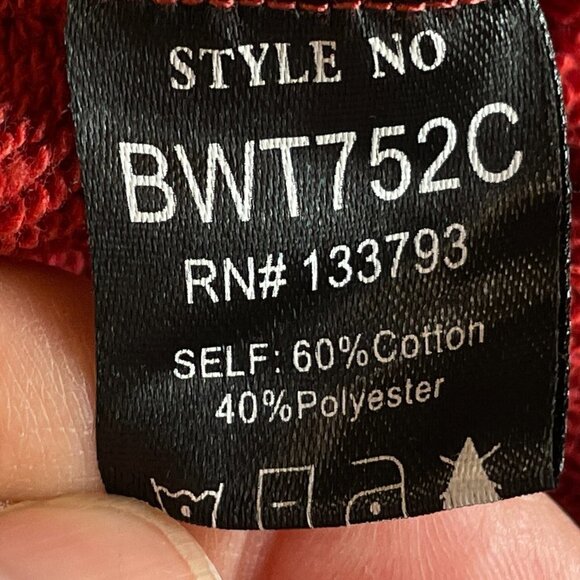 STYLE NO
BWT752C
RN# 133793
SELF: 60%Cotton
40%Polyester